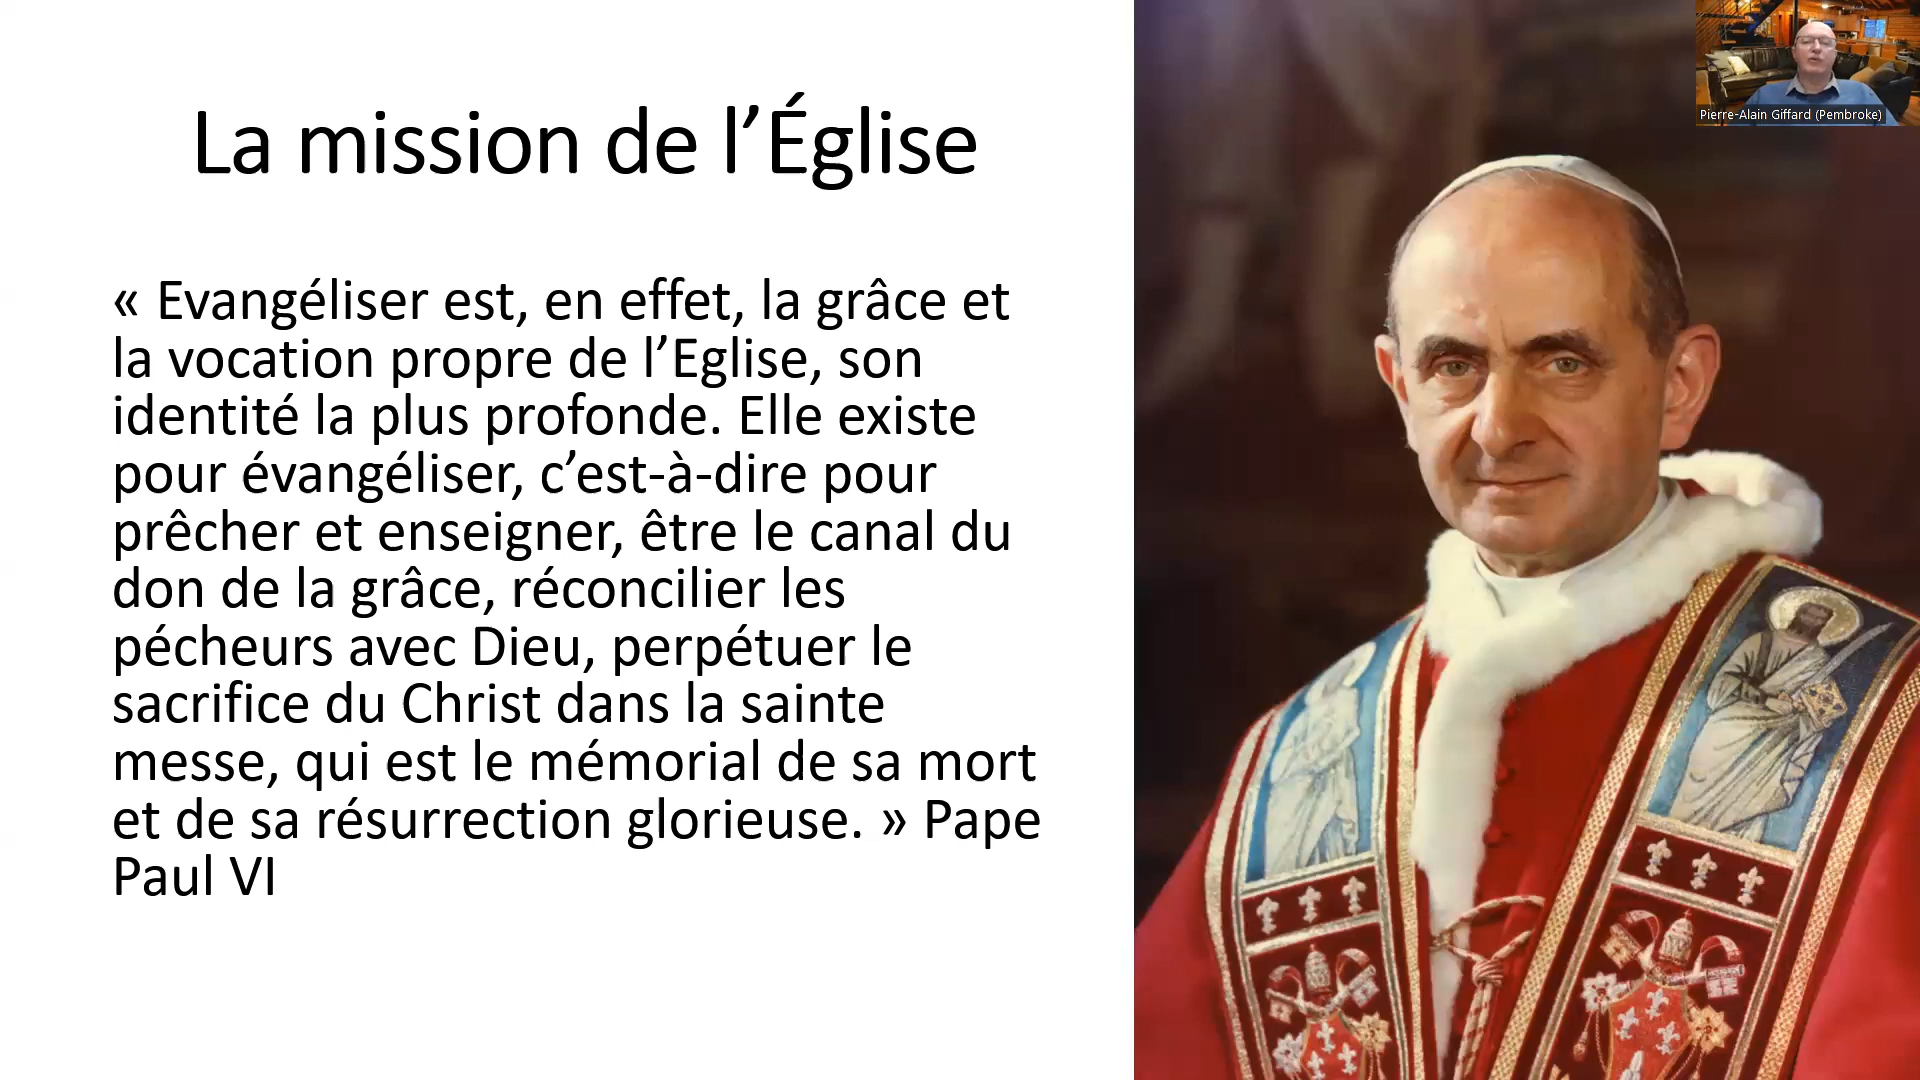 La mission de l’Église
« Evangéliser est, en effet, la grâce et
la vocation propre de l’Eglise, son
identité la plus profonde. Elle existe
pour évangéliser, c’est-à-dire pour
prêcher et enseigner, être le canal du
don de la grâce, réconcilier les
pécheurs avec Dieu, perpétuer le
sacrifice du Christ dans la sainte
messe, qui est le mémorial de sa mort
et de sa résurrection glorieuse. » Pape
Paul VI
Pierre-Alain Giffard (Pembroke)